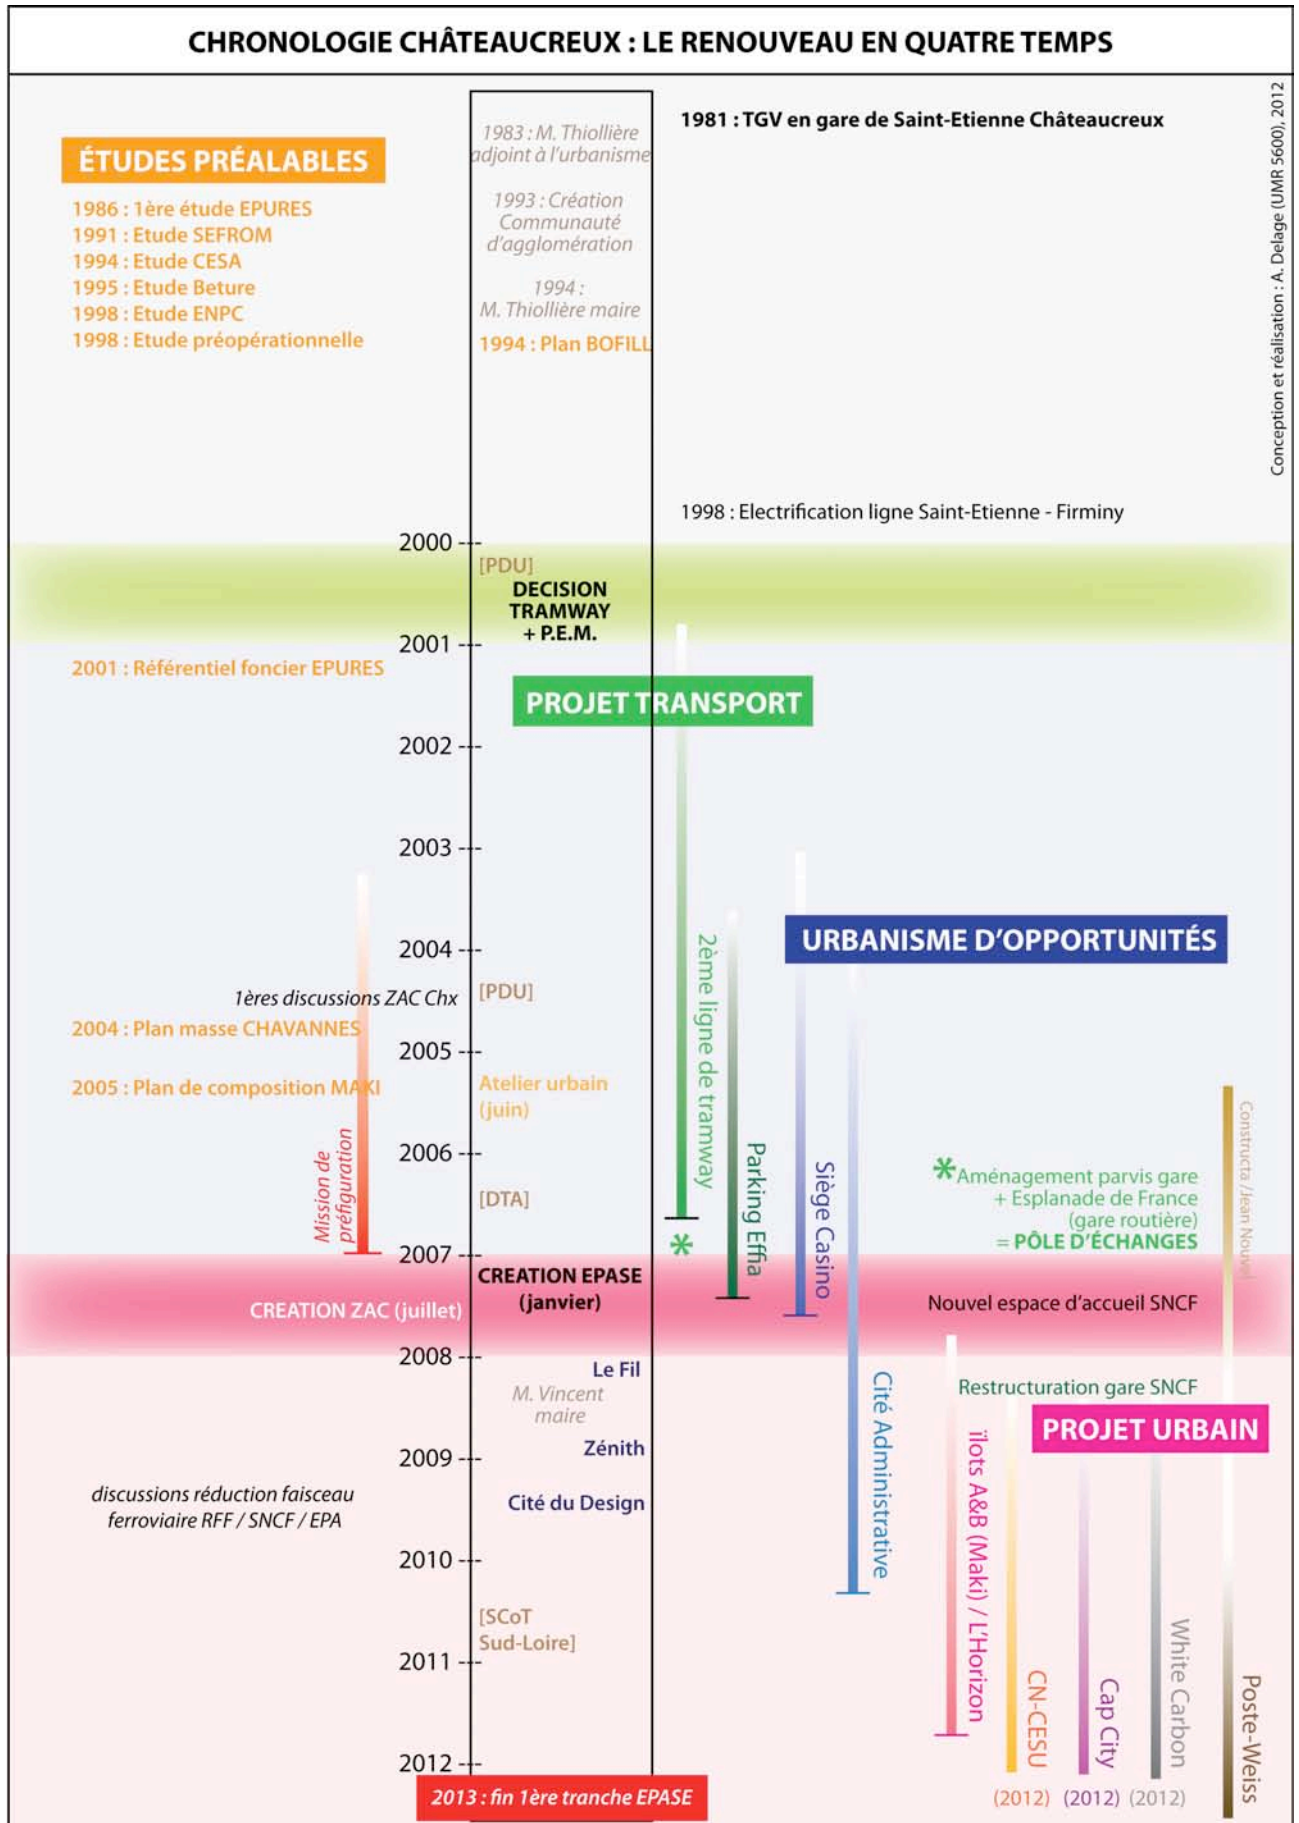 CHRONOLOGIE CHÂTEAUCREUX : LE RENOUVEAU EN QUATRE TEMPS
Conception et réalisation : A. Delage (UMR 5600), 2012
1981 : TGV en gare de Saint-Etienne Châteaucreux
1983 : M. Thiollière
adjoint à l'urbanisme
ÉTUDES PRÉALABLES
1986 : 1ère étude EPURES
1991 : Etude SEFROM
1994 : Etude CESA
1995 : Etude Beture
1998 : Etude ENPC
1998 : Etude préopérationnelle
1993 : Création
Communauté
d'agglomération
1994 :
M. Thiollière maire
1994 : Plan BOFILL
1998 : Electrification ligne Saint-Etienne - Firminy
2000 ---
[PDU]
DECISION
TRAMWAY
+ P.E.M.
2001 ---
2001 : Référentiel foncier EPURES
PROJET TRANSPORT
2002 ---
2003 ---
URBANISME D'OPPORTUNITÉS
2004 ---
1ères discussions ZAC Chx
[PDU]
2004 : Plan masse CHAVANNES
2005 ---
2005 : Plan de composition MAKI
Atelier urbain
(juin)
2ème ligne de tramway
Parking Effia
Siège Casino
Constructa /Jean Nouvel
2006 ---
Mission de
préfiguration
[DTA]
*Aménagement parvis gare
+ Esplanade de France
(gare routière)
= PÔLE D'ÉCHANGES
*
2007 ---
CREATION EPASE
(janvier)
CREATION ZAC (juillet)
Nouvel espace d'accueil SNCF
2008 ---
Le Fil
M. Vincent
maire
Cité Administrative
Restructuration gare SNCF
PROJET URBAIN
Zénith
2009 ---
discussions réduction faisceau
ferroviaire RFF / SNCF / EPA
Cité du Design
îlots A&B (Maki) / L'Horizon
2010 ---
[SCoT
Sud-Loire]
2011 ---
CN-CESU
Cap City
White Carbon
Poste-Weiss
2012 ---
(2012) (2012) (2012)
2013 : fin 1ère tranche EPASE